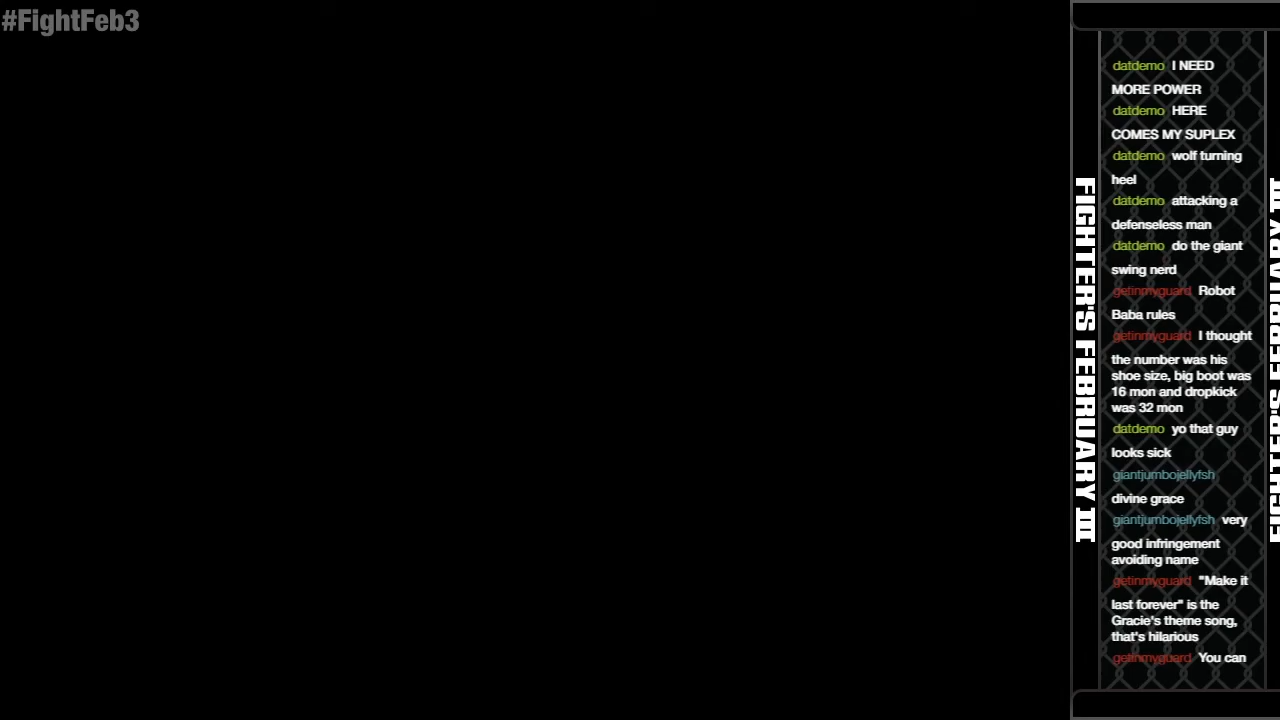 #FightFeb3
datdemo I NEED
MORE POWER
datdemo HERE
COMES MY SUPLEX
datdemo wolf turning
heel
datdemo attacking a
defenseless man
datdemo do the giant
swing nerd
getinmyguard Robot
Baba rules
getinmyguard I thought
the number was his
shoe size, big boot was
16 mon and dropkick
was 32 mon
datdemo yo that guy
looks sick
giantjumbojellyfsh
divine grace
giantjumbojellyfsh very
good infringement
avoiding name
getinmyguard "Make it
last forever" is the
Gracie's theme song,
that's hilarious
getinmyguard You can
FIGHTER'S FEBRUARY III
FIGHTER'S FEBRUARY II